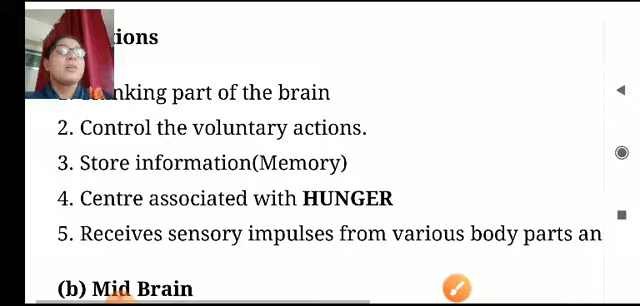 ions
nking part of the brain
2. Control the voluntary actions.
3. Store information(Memory)
4. Centre associated with HUNGER
5. Receives sensory impulses from various body parts an
(b) Mid Brain